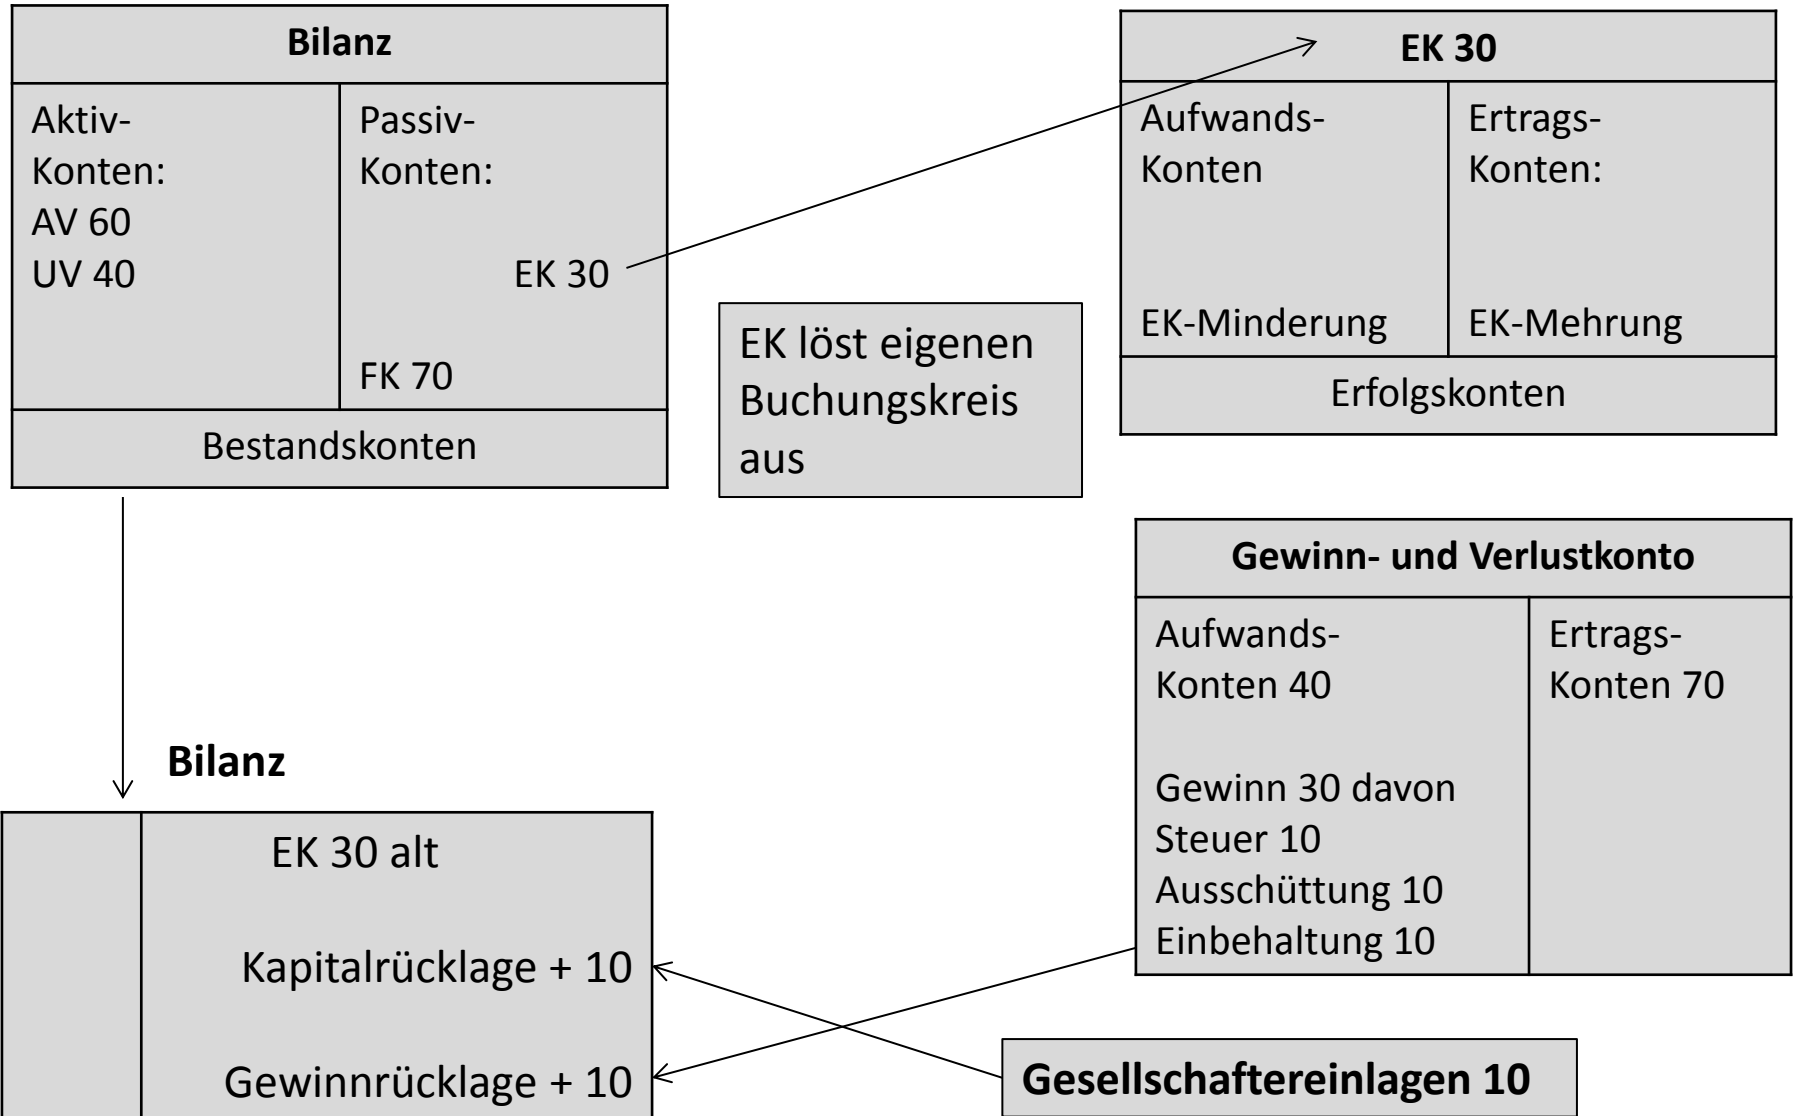 Bilanz
Aktiv-
Konten:
AV 60
UV 40
Passiv-
Konten:
EK 30
FK 70
Bestandskonten
EK 30
Aufwands-
Konten
EK-Minderung
Ertrags-
Konten:
EK-Mehrung
Erfolgskonten
EK löst eigenen
Buchungskreis
aus
Gewinn- und Verlustkonto
Aufwands-
Konten 40
Gewinn 30 davon
Steuer 10
Ausschüttung 10
Einbehaltung 10
Ertrags-
Konten 70
Bilanz
EK 30 alt
Kapitalrücklage + 10
Gewinnrücklage + 10
Gesellschaftereinlagen 10